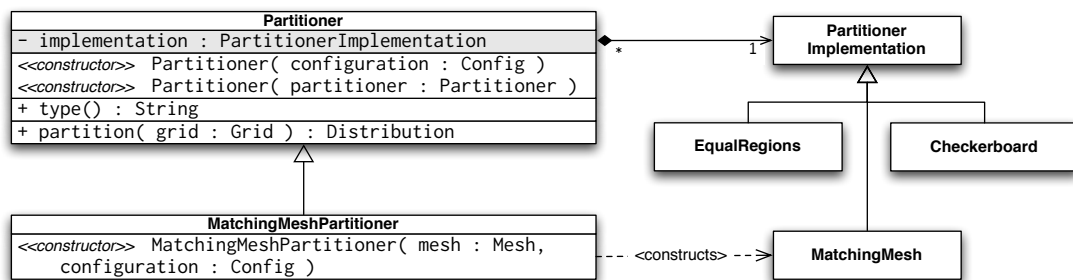 Partitioner
- implementation : PartitionerImplementation
<<constructor>> Partitioner( configuration : Config )
<<constructor>> Partitioner( partitioner : Partitioner )
+ type() : String
+ partition( grid : Grid ) : Distribution
* 1
Partitioner
Implementation
EqualRegions
Checkerboard
MatchingMeshPartitioner
<<constructor>> MatchingMeshPartitioner( mesh : Mesh,
configuration : Config )
<constructs>
MatchingMesh